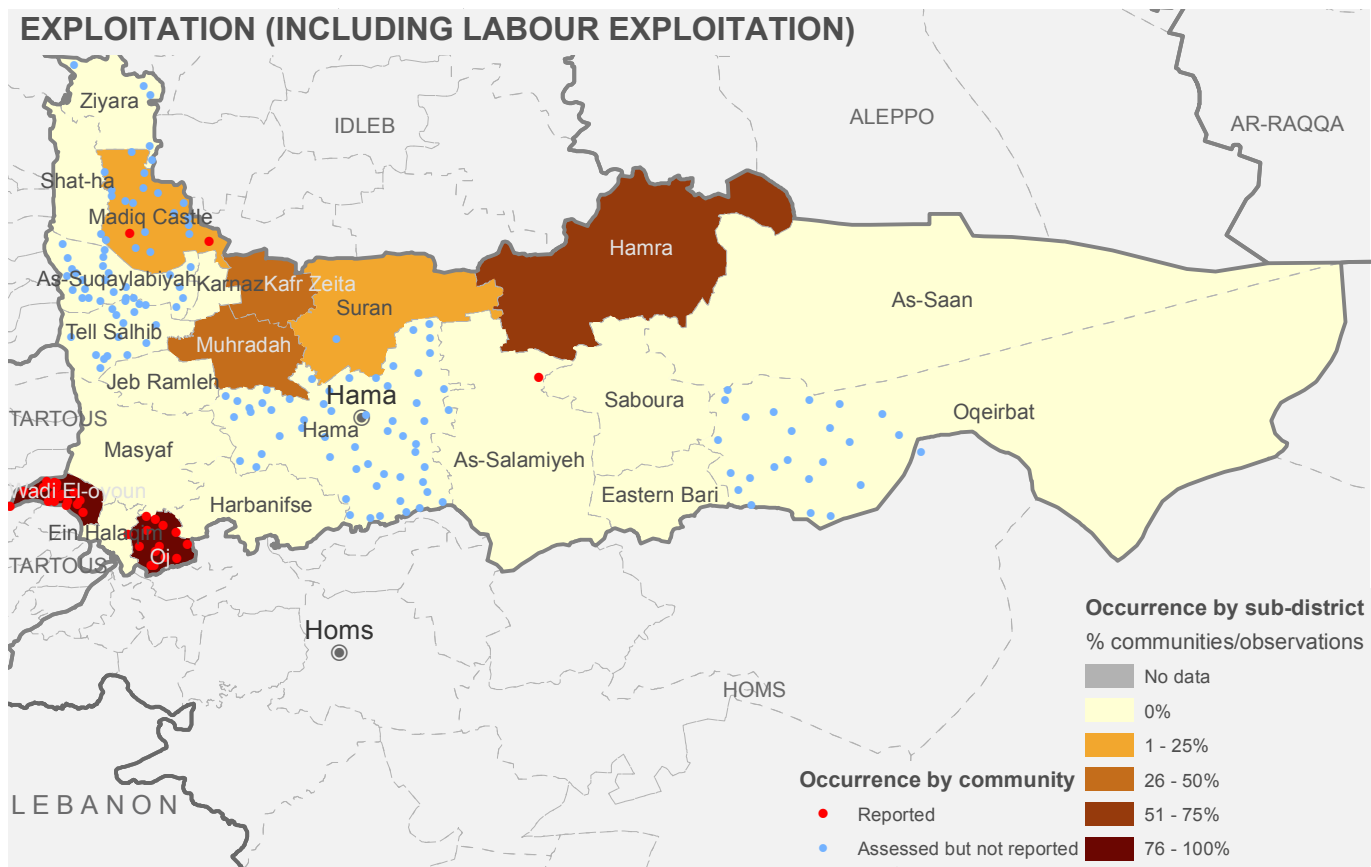 EXPLOITATION (INCLUDING LABOUR EXPLOITATION)
Ziyara
IDLEB
ALEPPO
AR-RAQQA
Shat-ha
Madiq Castle
Hamra
As-Suqaylabiyah
Karnaz
Kafr Zeita
Suran
As-Saan
Tell Salhib
Muhradah
Jeb Ramleh
Hama
Saboura
Oqeirbat
TARTOUS
Hama
Masyaf
As-Salamiyeh
Wadi El-oyoun
Harbanifse
Eastern Bari
Ein Halaqim
Oj
TARTOUS
Homs
HOMS
LEBANON
Occurrence by community
Reported
Assessed but not reported
Occurrence by sub-district
% communities/observations
No data
0%
1 - 25%
26 - 50%
51 - 75%
76 - 100%